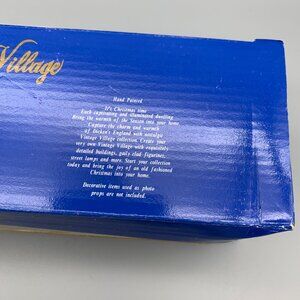 Village
Hand Painted
It's Christmas time
Each captivating and illuminated dwelling
Bring the warmth of the Season into your home
Capture the charm and warmth
of Dicken's England with nostalgia
Vintage Village collection. Create your
very own Vintage Village with exquisitely
detailed buildings, gaily clad, figurines,
street lamps and more. Start your collection
today and bring the joy of an old fashioned
Christmas into your home.
Decorative items used as photo
props are not included.